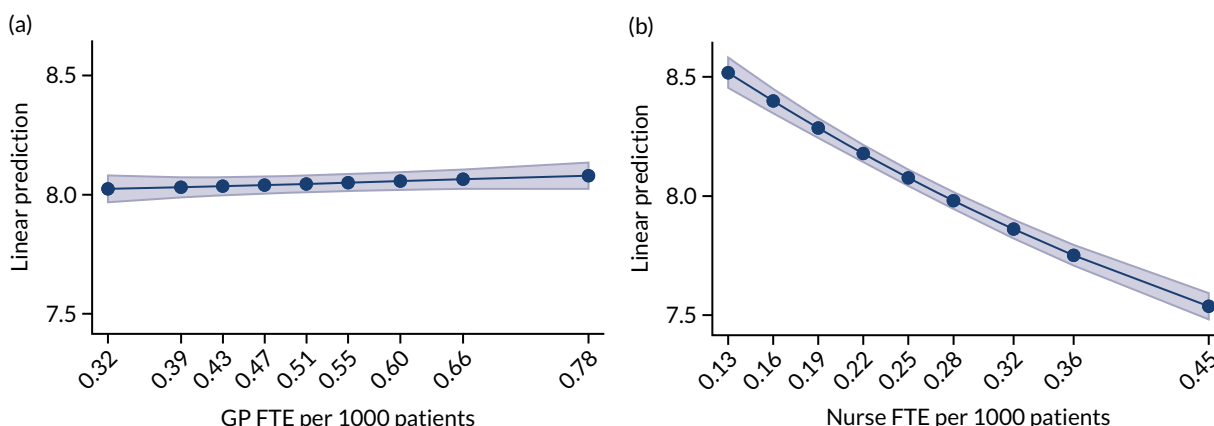 (a)
Linear prediction
8.5
8.0
7.5
0.32 0.39 0.43 0.47 0.51 0.55 0.60 0.66 0.78
GP FTE per 1000 patients
(b)
Linear prediction
8.5
8.0
7.5
0.13 0.16 0.19 0.22 0.25 0.28 0.32 0.36 0.45
Nurse FTE per 1000 patients